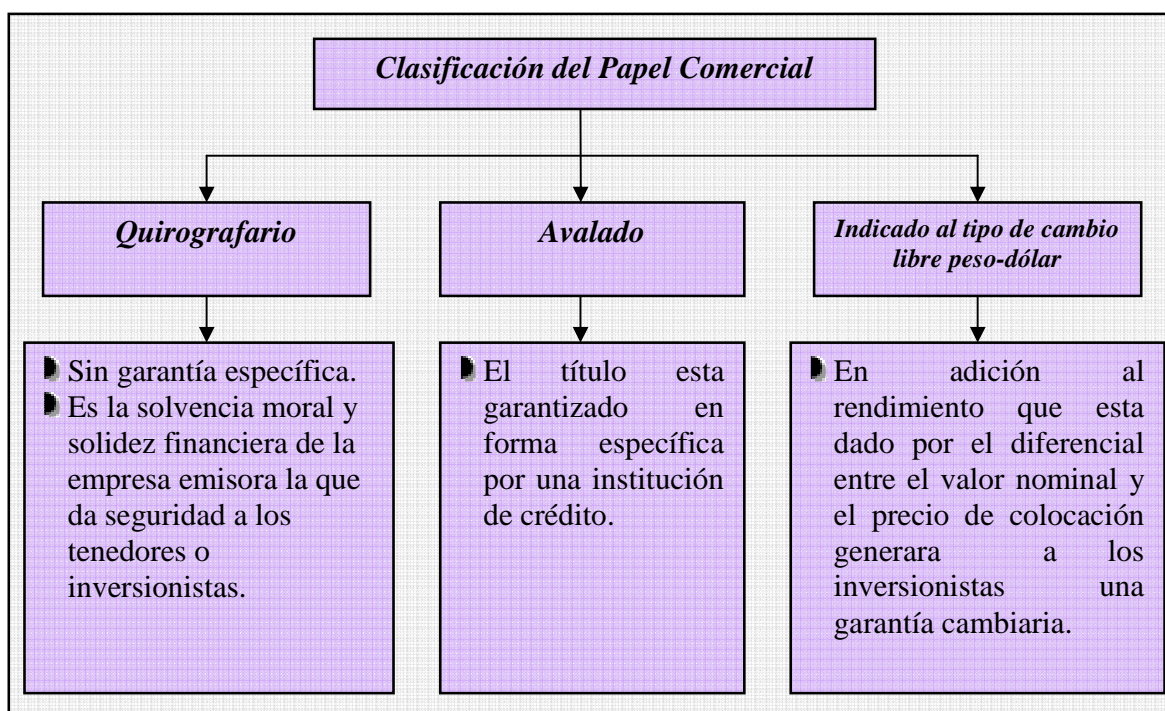 Clasificación del Papel Comercial
Quirografario
Avalado
Indicado al tipo de cambio
libre peso-dólar
Sin garantía específica.
Es la solvencia moral y
solidez financiera de la
empresa emisora la que
da seguridad a los
tenedores o
inversionistas.
El título esta
garantizado en
forma específica
por una institución
de crédito.
En adición al
rendimiento que esta
dado por el diferencial
entre el valor nominal y
el precio de colocación
generara a los
inversionistas una
garantía cambiaria.